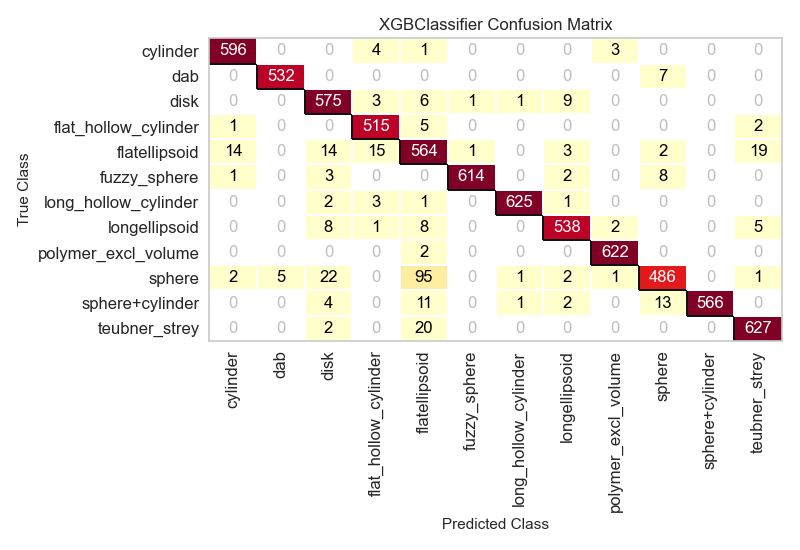 XGBClassifier Confusion Matrix
True Class
cylinder 596 0 0 4 1 0 0 0 3 0 0 0
dab 0 532 0 0 0 0 0 0 0 7 0 0
disk 0 0 575 3 6 1 1 9 0 0 0 0
flat_hollow_cylinder 1 0 0 515 5 0 0 0 0 0 0 2
flatellipsoid 14 0 14 15 564 1 0 3 0 2 0 19
fuzzy_sphere 1 0 3 0 0 614 0 2 0 8 0 0
long_hollow_cylinder 0 0 2 3 1 0 625 1 0 0 0 0
longellipsoid 0 0 8 1 8 0 0 538 2 0 0 5
polymer_excl_volume 0 0 0 0 2 0 0 0 622 0 0 0
sphere 2 5 22 0 95 0 1 2 1 486 0 1
sphere+cylinder 0 0 4 0 11 0 1 2 0 13 566 0
teubner_strey 0 0 2 0 20 0 0 0 0 0 0 627
cylinder
dab
disk
flat_hollow_cylinder
flatellipsoid
fuzzy_sphere
long_hollow_cylinder
longellipsoid
polymer_excl_volume
sphere
sphere+cylinder
teubner_strey
Predicted Class